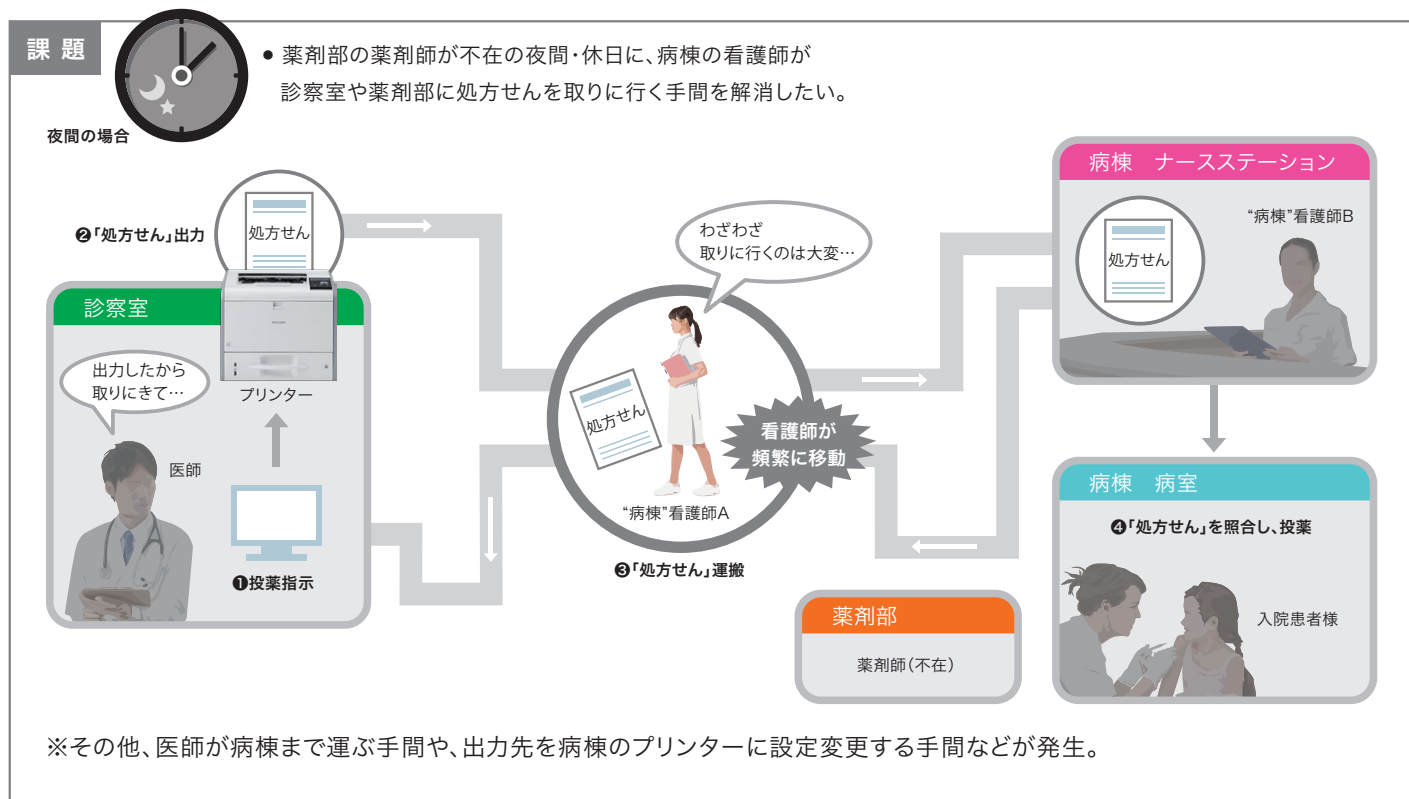 課 題
● 薬剤部の薬剤師が不在の夜間・休日に、病棟の看護師が
診察室や薬剤部に処方せんを取りに行く手間を解消したい。
夜間の場合
❷「処方せん」出力
処方せん
診察室
出力したから
取りにきて…
プリンター
医師
❶投薬指示
わざわざ
取りに行くのは大変…
処方せん
看護師が
頻繁に移動
“病棟”看護師A
❸「処方せん」運搬
病棟　ナースステーション
“病棟”看護師B
処方せん
病棟　病室
❹「処方せん」を照合し、投薬
入院患者様
薬剤部
薬剤師(不在)
※その他、医師が病棟まで運ぶ手間や、出力先を病棟のプリンターに設定変更する手間などが発生。